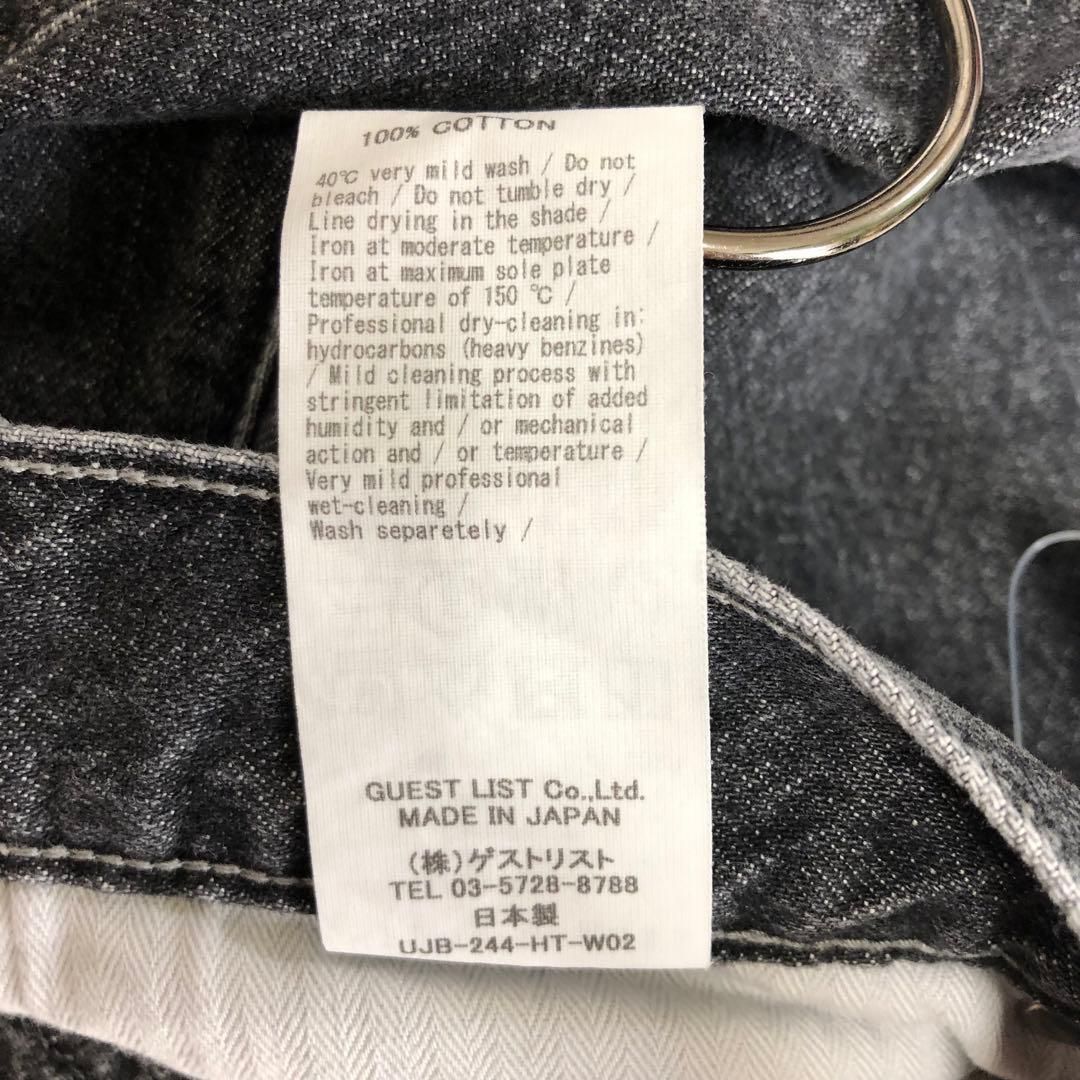 100% COTTON
40℃ very mild wash / Do not
bleach / Do not tumble dry /
Line drying in the shade /
Iron at moderate temperature /
Iron at maximum sole plate
temperature of 150 ℃ /
Professional dry-cleaning in:
hydrocarbons (heavy benzines)
/ Mild cleaning process with
stringent limitation of added
humidity and / or mechanical
action and / or temperature /
Very mild professional
wet-cleaning /
Wash separetely /
GUEST LIST Co.,Ltd.
MADE IN JAPAN
(株)ゲストリスト
TEL 03-5728-8788
日本製
UJB-244-HT-W02